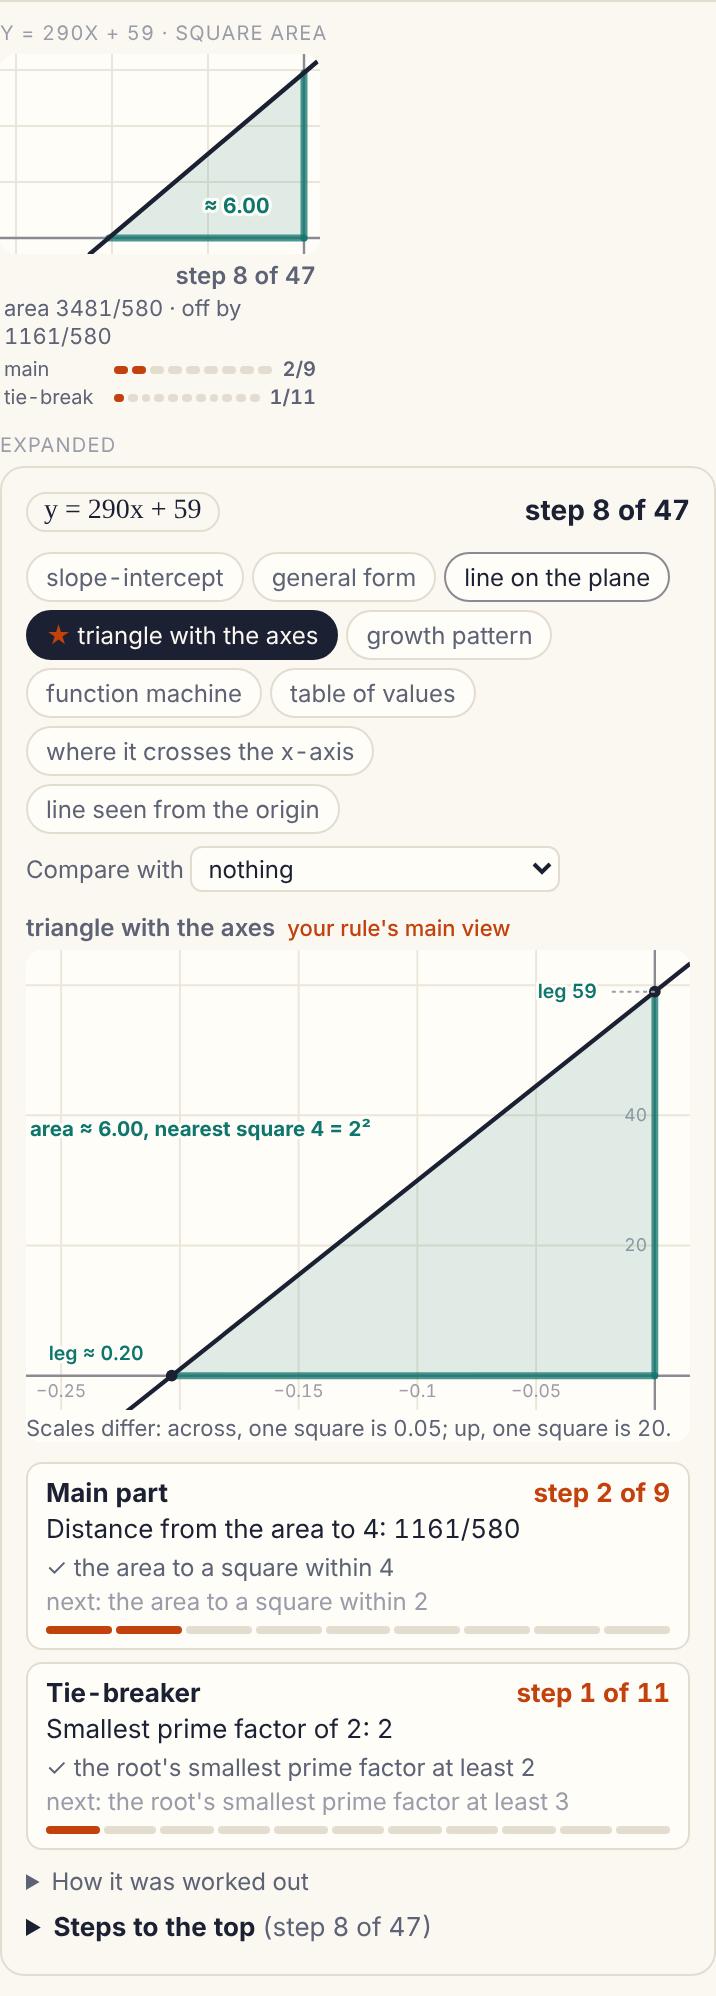 Y = 290X + 59 · SQUARE AREA
≈ 6.00
step 8 of 47
area 3481/580 · off by
1161/580
main 2/9
tie-break 1/11
EXPANDED
y = 290x + 59 step 8 of 47
slope-intercept general form line on the plane
★ triangle with the axes growth pattern
function machine table of values
where it crosses the x-axis
line seen from the origin
Compare with nothing
triangle with the axes your rule's main view
leg 59
40
area ≈ 6.00, nearest square 4 = 2²
20
leg ≈ 0.20
−0.25 −0.15 −0.1 −0.05
Scales differ: across, one square is 0.05; up, one square is 20.
Main part step 2 of 9
Distance from the area to 4: 1161/580
✓ the area to a square within 4
next: the area to a square within 2
Tie-breaker step 1 of 11
Smallest prime factor of 2: 2
✓ the root's smallest prime factor at least 2
next: the root's smallest prime factor at least 3
▶ How it was worked out
▶ Steps to the top (step 8 of 47)